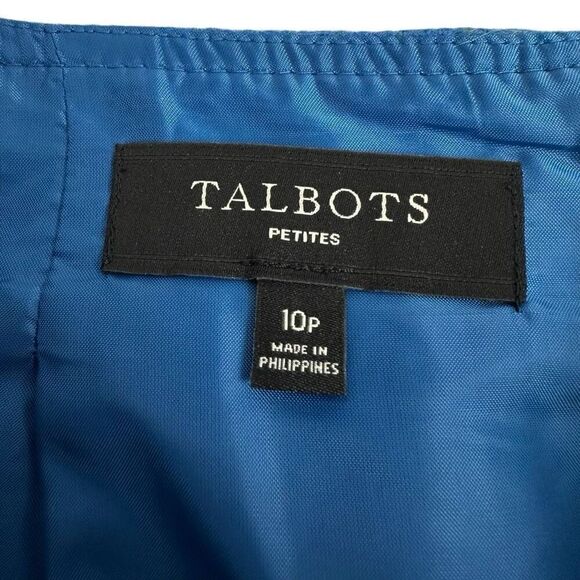 TALBOTS
PETITES
10P
MADE IN
PHILIPPINES